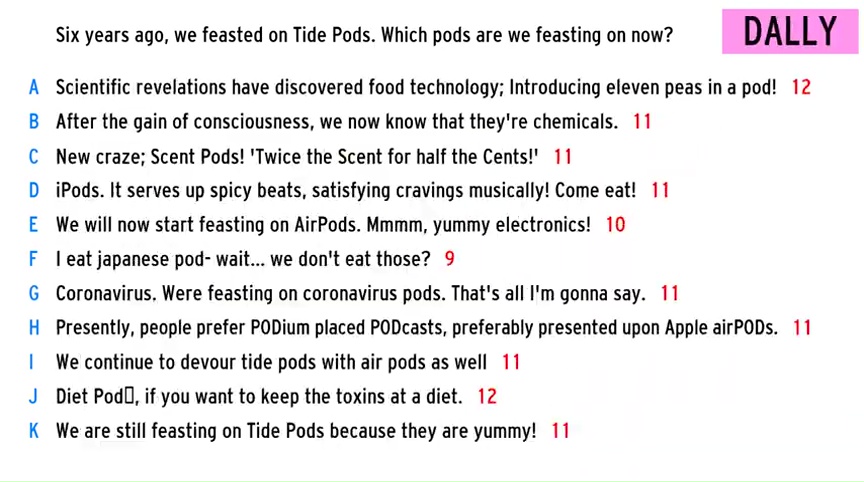 Six years ago, we feasted on Tide Pods. Which pods are we feasting on now?
DALLY
A Scientific revelations have discovered food technology; Introducing eleven peas in a pod! 12
B After the gain of consciousness, we now know that they're chemicals. 11
C New craze; Scent Pods! 'Twice the Scent for half the Cents!' 11
D iPods. It serves up spicy beats, satisfying cravings musically! Come eat! 11
E We will now start feasting on AirPods. Mmmm, yummy electronics! 10
F I eat japanese pod- wait... we don't eat those? 9
G Coronavirus. Were feasting on coronavirus pods. That's all I'm gonna say. 11
H Presently, people prefer PODium placed PODcasts, preferably presented upon Apple airPODs. 11
I We continue to devour tide pods with air pods as well 11
J Diet Pod▯, if you want to keep the toxins at a diet. 12
K We are still feasting on Tide Pods because they are yummy! 11